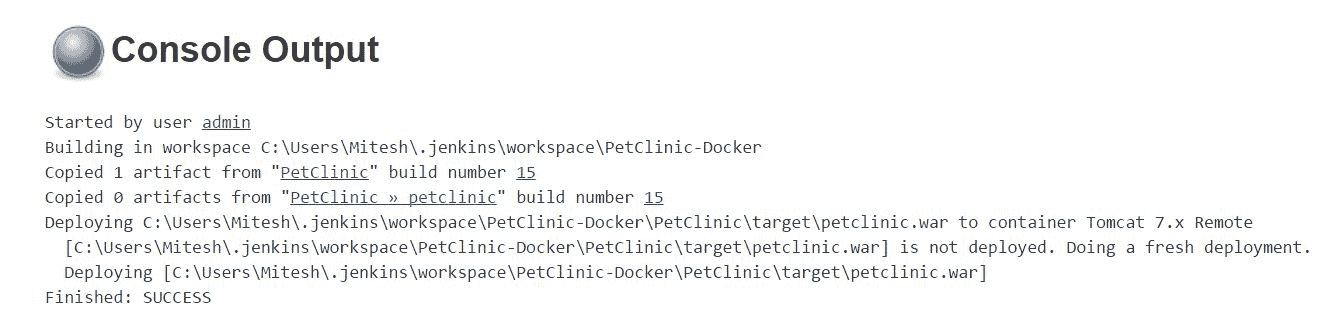 Console Output
Started by user admin
Building in workspace C:\Users\Mitesh\.jenkins\workspace\PetClinic-Docker
Copied 1 artifact from "PetClinic" build number 15
Copied 0 artifacts from "PetClinic » petclinic" build number 15
Deploying C:\Users\Mitesh\.jenkins\workspace\PetClinic-Docker\PetClinic\target\petclinic.war to container Tomcat 7.x Remote
[C:\Users\Mitesh\.jenkins\workspace\PetClinic-Docker\PetClinic\target\petclinic.war] is not deployed. Doing a fresh deployment.
Deploying [C:\Users\Mitesh\.jenkins\workspace\PetClinic-Docker\PetClinic\target\petclinic.war]
Finished: SUCCESS